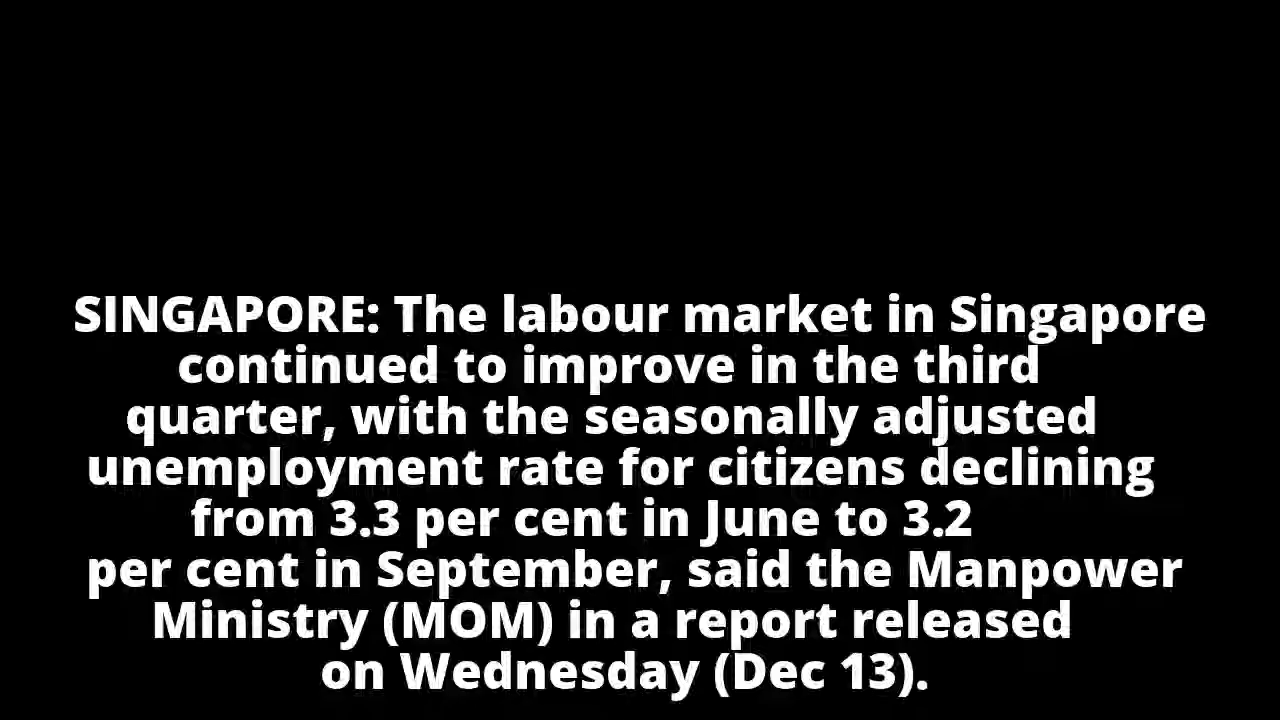 SINGAPORE: The labour market in Singapore
continued to improve in the third
quarter, with the seasonally adjusted
unemployment rate for citizens declining
from 3.3 per cent in June to 3.2
per cent in September, said the Manpower
Ministry (MOM) in a report released
on Wednesday (Dec 13).